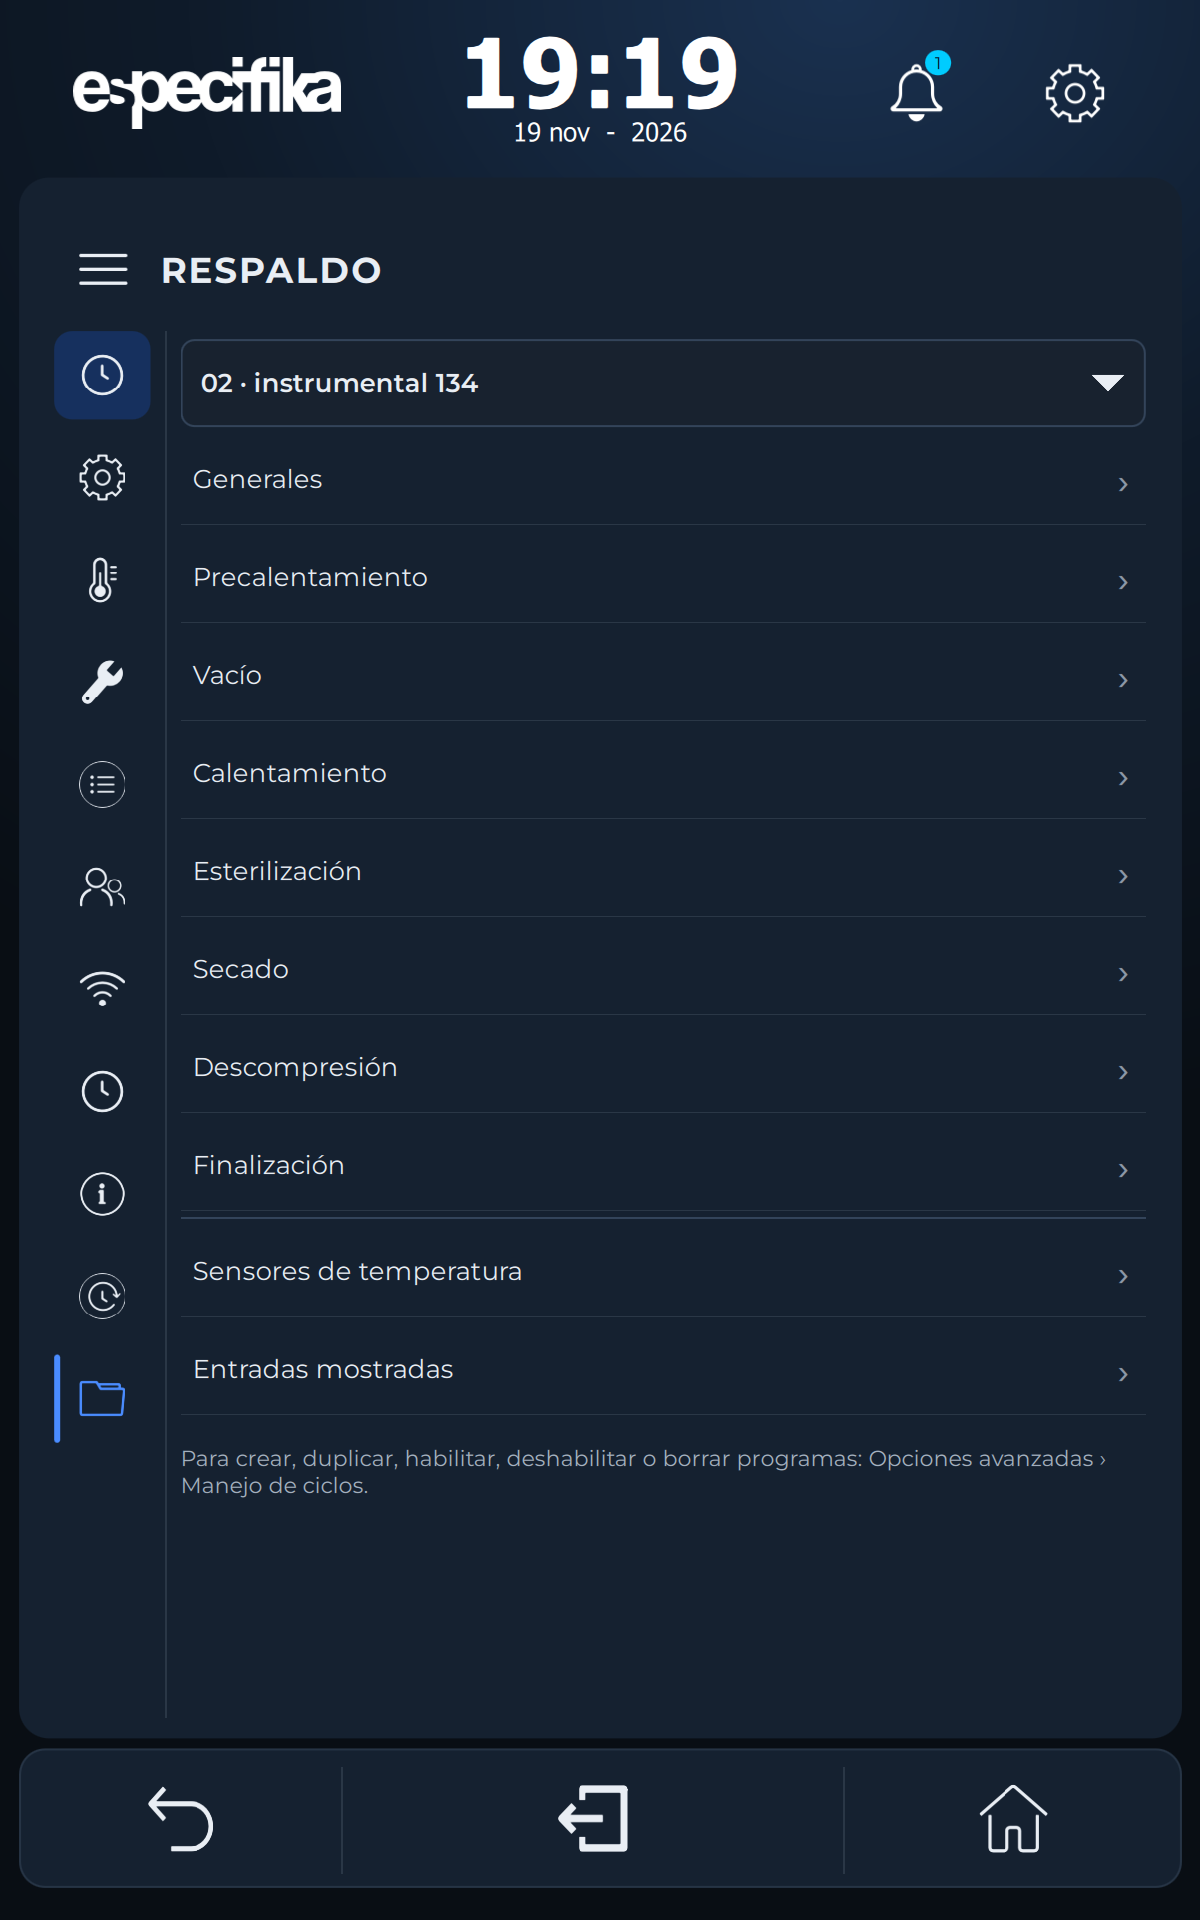 especifika
19:19
19 nov - 2026
1
RESPALDO
02 · instrumental 134
Generales
Precalentamiento
Vacío
Calentamiento
Esterilización
Secado
Descompresión
Finalización
Sensores de temperatura
Entradas mostradas
Para crear, duplicar, habilitar, deshabilitar o borrar programas: Opciones avanzadas ›
Manejo de ciclos.